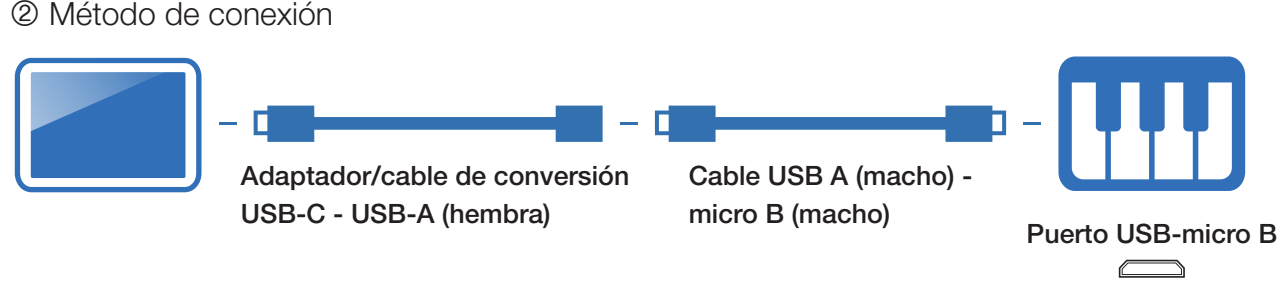 ② Método de conexión
Adaptador/cable de conversión
USB-C - USB-A (hembra)
Cable USB A (macho) -
micro B (macho)
Puerto USB-micro B